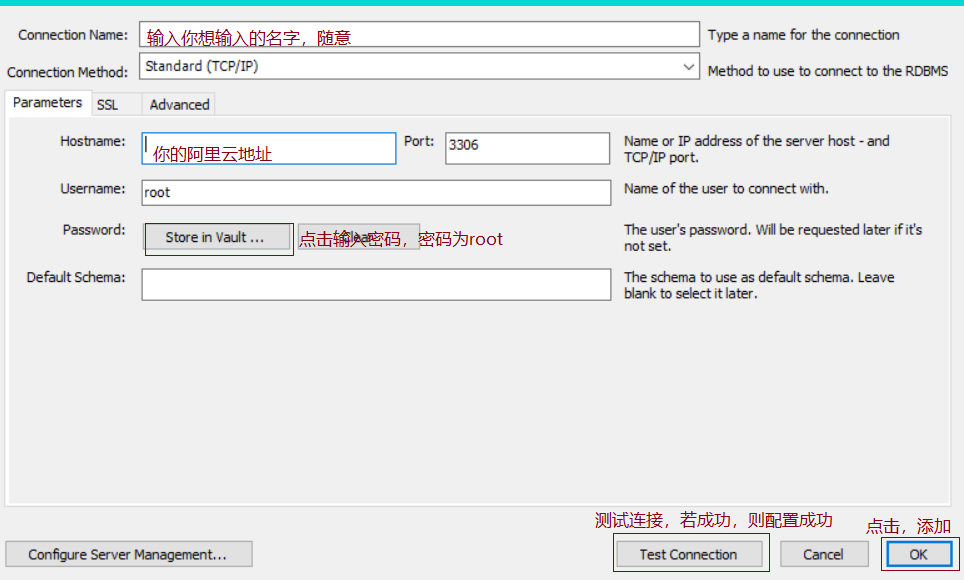 Connection Name:
输入你想输入的名字，随意
Type a name for the connection
Connection Method:
Standard (TCP/IP)
Method to use to connect to the RDBMS
Parameters
SSL
Advanced
Hostname:
你的阿里云地址
Port:
3306
Name or IP address of the server host - and
TCP/IP port.
Username:
root
Name of the user to connect with.
Password:
Store in Vault ...
Clear
点击输入密码，密码为root
The user's password. Will be requested later if it's
not set.
Default Schema:
The schema to use as default schema. Leave
blank to select it later.
测试连接，若成功，则配置成功
点击，添加
Configure Server Management...
Test Connection
Cancel
OK